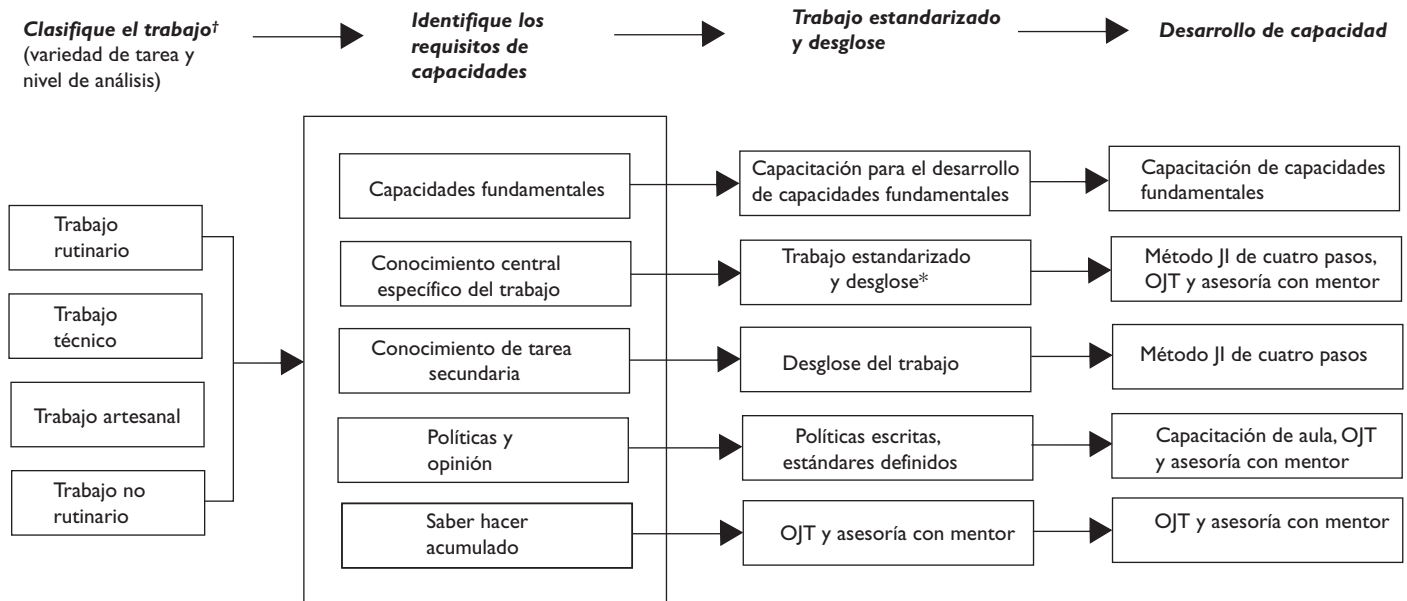 Clasifique el trabajo†
(variedad de tarea y
nivel de análisis)
Identifique los
requisitos de
capacidades
Trabajo estandarizado
y desglose
Desarrollo de capacidad
Trabajo
rutinario
Trabajo
técnico
Trabajo artesanal
Trabajo no
rutinario
Capacidades fundamentales
Conocimiento central
específico del trabajo
Conocimiento de tarea
secundaria
Políticas y
opinión
Saber hacer
acumulado
Capacitación para el desarrollo
de capacidades fundamentales
Trabajo estandarizado
y desglose*
Desglose del trabajo
Políticas escritas,
estándares definidos
OJT y asesoría con mentor
Capacitación de capacidades
fundamentales
Método JI de cuatro pasos,
OJT y asesoría con mentor
Método JI de cuatro pasos
Capacitación de aula, OJT
y asesoría con mentor
OJT y asesoría con mentor